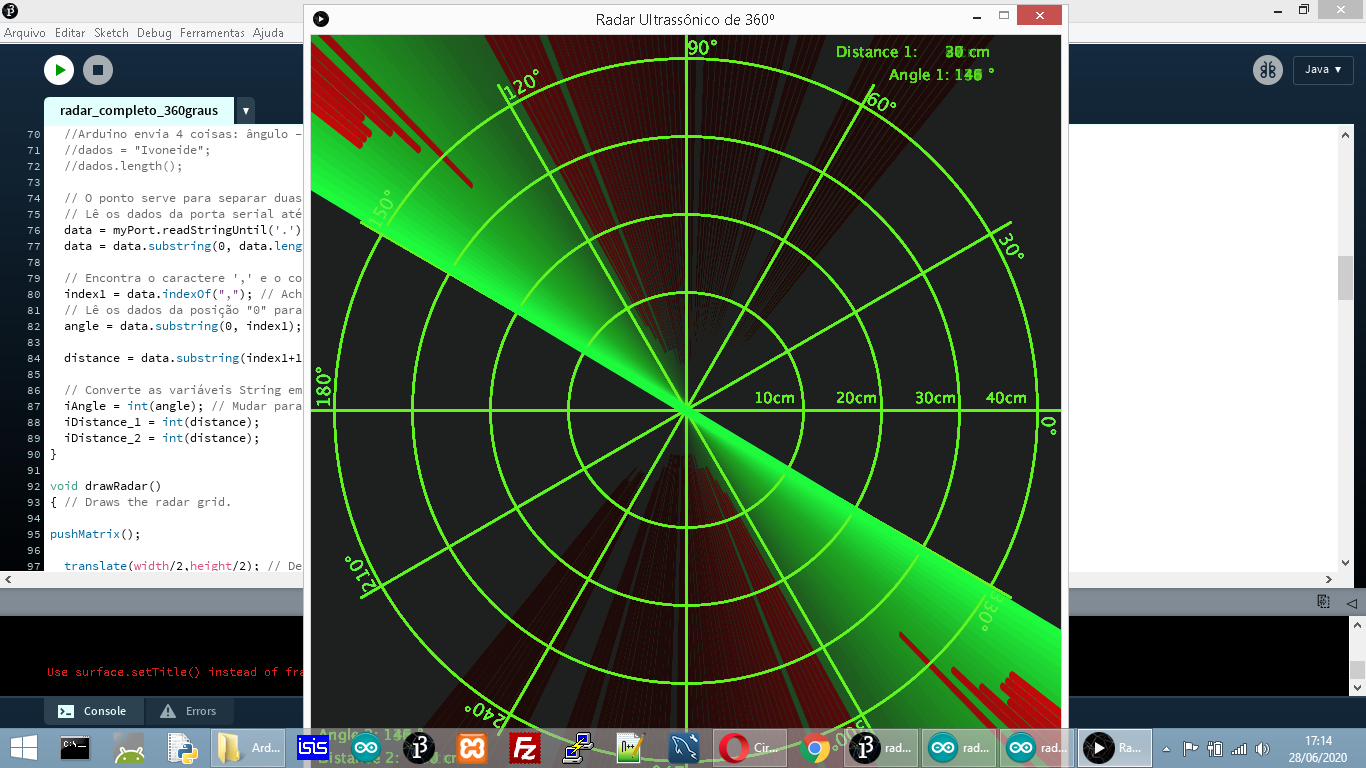 Radar Ultrassônico de 360º
Arquivo Editar Sketch Debug Ferramentas Ajuda
Java
radar_completo_360graus
70 //Arduino envia 4 coisas: ângulo –
71 //dados = "Ivoneide";
72 //dados.length();
73
74 // O ponto serve para separar duas
75 // Lê os dados da porta serial até
76 data = myPort.readStringUntil('.')
77 data = data.substring(0, data.leng
78
79 // Encontra o caractere ',' e o co
80 index1 = data.indexOf(","); // Ach
81 // Lê os dados da posição "0" para
82 angle = data.substring(0, index1);
83
84 distance = data.substring(index1+1
85
86 // Converte as variáveis String em
87 iAngle = int(angle); // Mudar para
88 iDistance_1 = int(distance);
89 iDistance_2 = int(distance);
90 }
91
92 void drawRadar()
93 { // Draws the radar grid.
94
95 pushMatrix();
96
97 translate(width/2,height/2); // De
Distance 1: cm
Angle 1: °
90°
120°
60°
150°
30°
180°
10cm 20cm 30cm 40cm
0°
210°
330°
240°
Distance 2: cm
Use surface.setTitle() instead of fra
Console Errors
Ard...
ISIS
Cir...
rad...
rad...
rad...
Ra...
17:14
28/06/2020